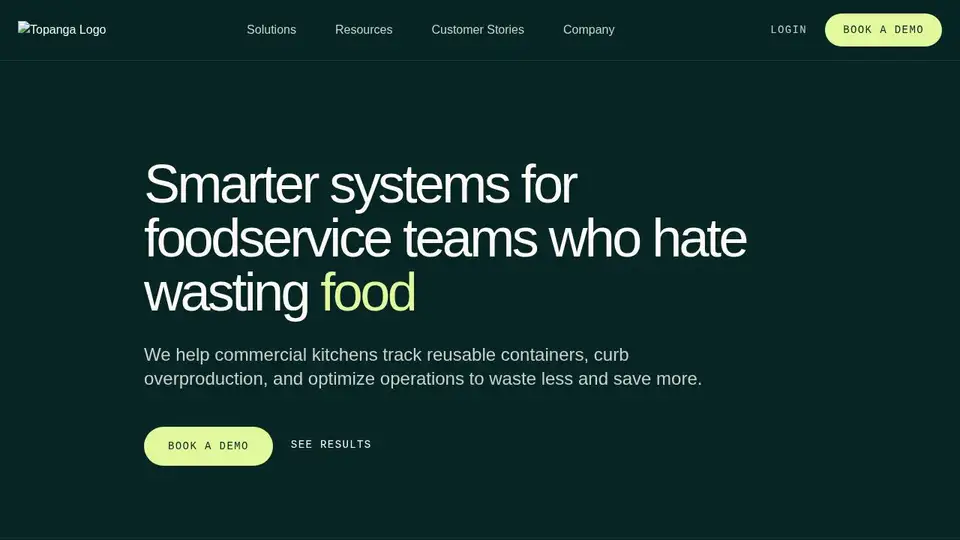 Topanga Logo
Solutions
Resources
Customer Stories
Company
LOGIN
BOOK A DEMO
Smarter systems for
foodservice teams who hate
wasting food
We help commercial kitchens track reusable containers, curb
overproduction, and optimize operations to waste less and save more.
BOOK A DEMO
SEE RESULTS